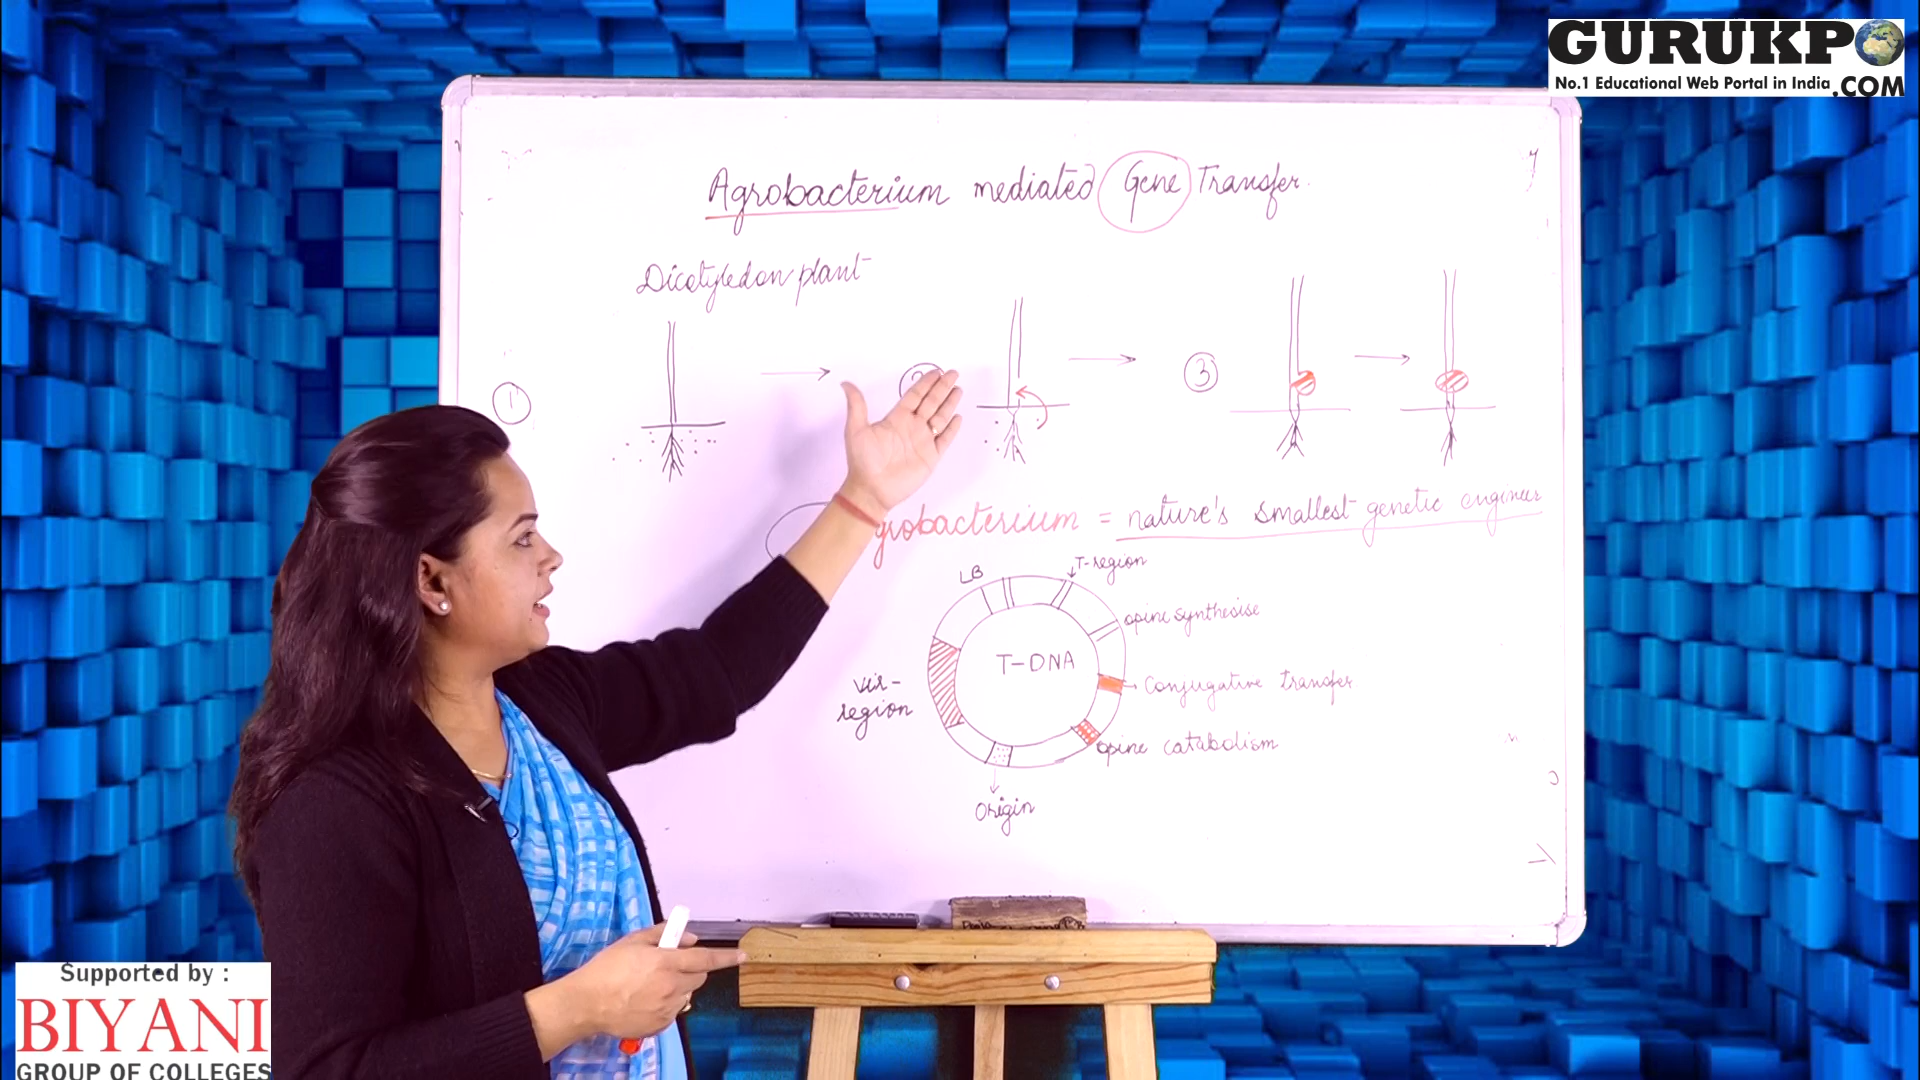 GURUKPO
No.1 Educational Web Portal in India .COM
Agrobacterium mediated Gene Transfer.
Dicotyledon plant
1
3
grobacterium = nature's smallest genetic engineer
LB
T-region
opine synthesise
T-DNA
Conjugative transfer
vir-
region
opine catabolism
Origin
Supported by :
BIYANI
GROUP OF COLLEGES